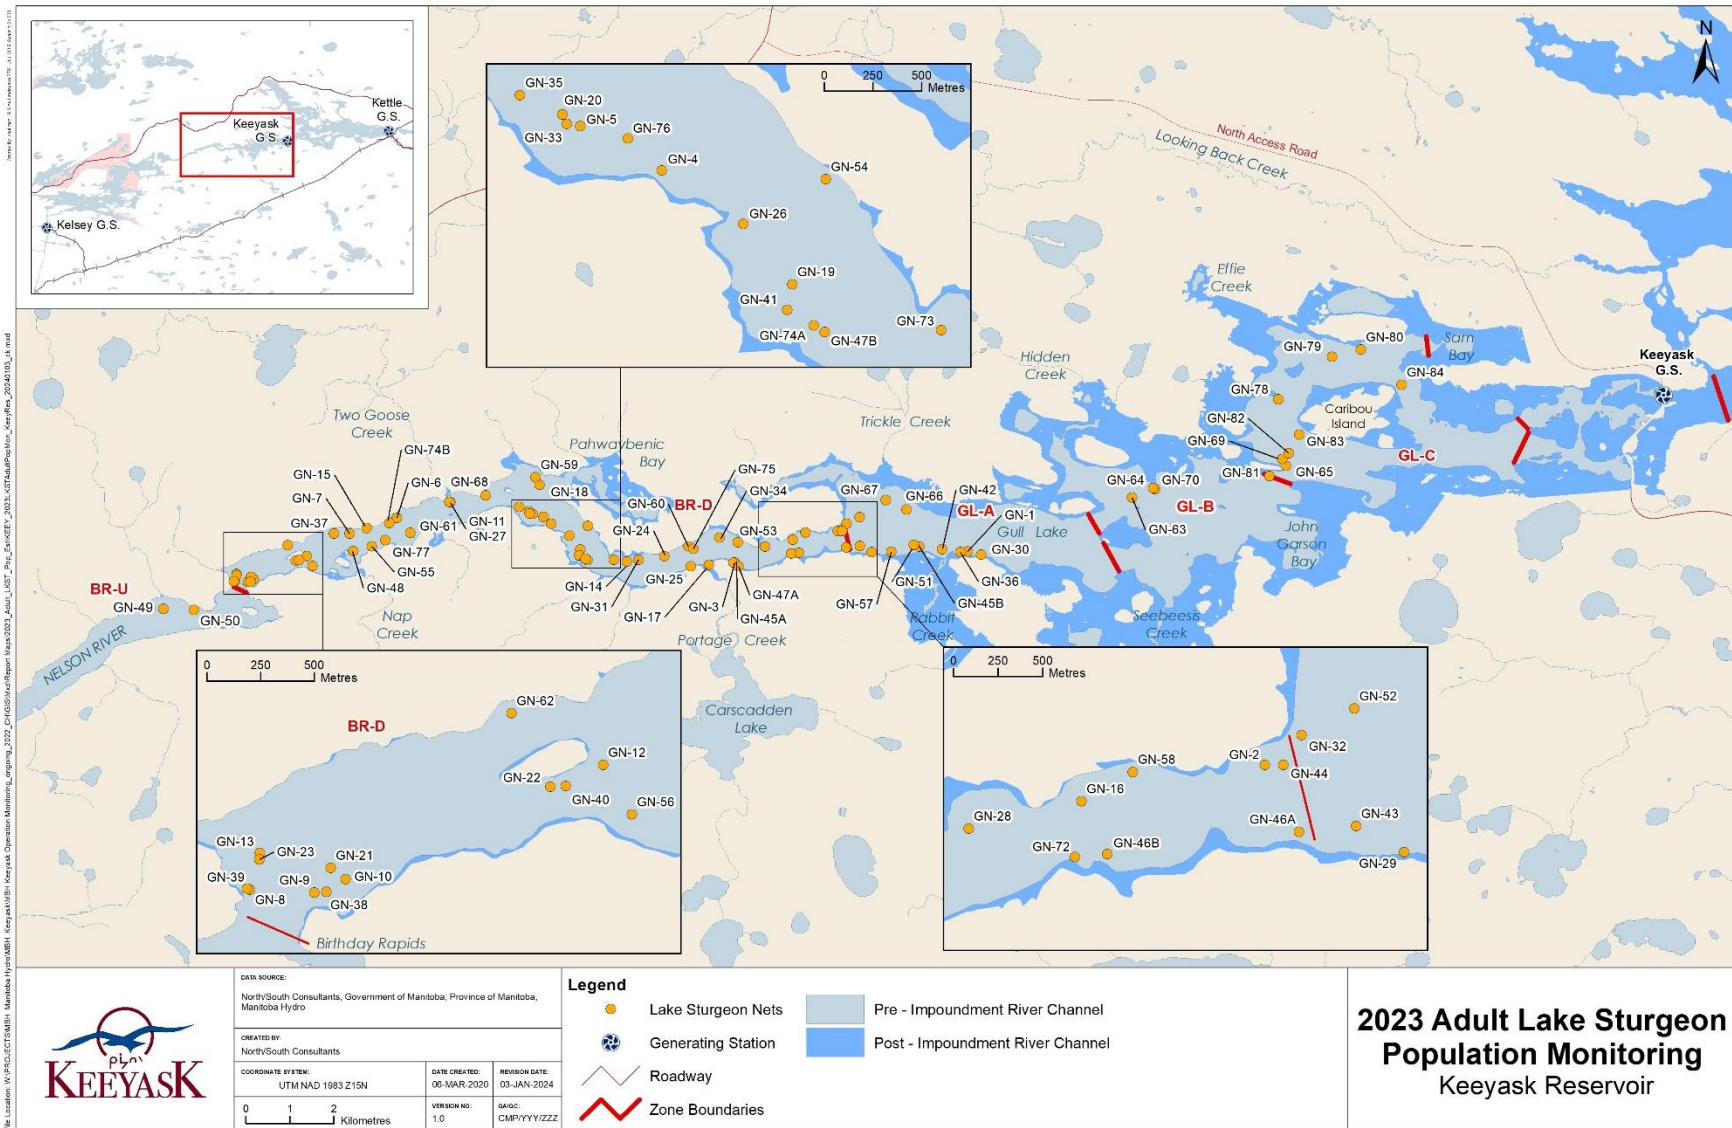 Kettle
G.S.
Keeyask
G.S.
Kelsey G.S.
0 250 500
Metres
GN-35
GN-20
GN-5
GN-33
GN-76
GN-4
GN-54
GN-26
GN-19
GN-41
GN-74A
GN-47B
GN-73
N
North Access Road
Looking Back Creek
Effie
Creek
Hidden
Creek
Sarn
Bay
Keeyask
G.S.
GN-79
GN-80
GN-84
GN-78
GN-82
Caribou
Island
GN-69
GN-83
GN-81
GN-65
GL-C
GN-64
GN-70
GL-B
GN-63
John
Garson
Bay
Two Goose
Creek
Pahwaybenic
Bay
Trickle Creek
GN-74B
GN-15
GN-6
GN-68
GN-59
GN-7
GN-18
GN-37
GN-61
GN-11
GN-27
GN-77
GN-55
GN-48
GN-75
GN-60
BR-D
GN-34
GN-24
GN-53
GN-67
GN-66
GN-42
GL-A
GN-1
Gull Lake
GN-30
GN-36
GN-14
GN-25
GN-31
GN-17
GN-3
GN-47A
GN-45A
GN-57
GN-51
GN-45B
BR-U
GN-49
GN-50
NELSON RIVER
Nap
Creek
Portage Creek
Rabbit
Creek
Seebeesis
Creek
Carscadden
Lake
0 250 500
Metres
BR-D
GN-62
GN-12
GN-22
GN-40
GN-56
GN-13
GN-23
GN-21
GN-39
GN-9
GN-10
GN-8
GN-38
Birthday Rapids
0 250 500
Metres
GN-52
GN-32
GN-2
GN-58
GN-44
GN-16
GN-28
GN-46A
GN-43
GN-72
GN-46B
GN-29
KEEYASK
DATA SOURCE:
North/South Consultants, Government of Manitoba, Province of Manitoba,
Manitoba Hydro
CREATED BY:
North/South Consultants
COORDINATE SYSTEM:
UTM NAD 1983 Z15N
DATE CREATED:
06-MAR-2020
REVISION DATE:
03-JAN-2024
0 1 2
Kilometres
VERSION NO:
1.0
QA/QC:
CMP/YYY/ZZZ
Legend
Lake Sturgeon Nets
Generating Station
Roadway
Zone Boundaries
Pre - Impoundment River Channel
Post - Impoundment River Channel
2023 Adult Lake Sturgeon
Population Monitoring
Keeyask Reservoir